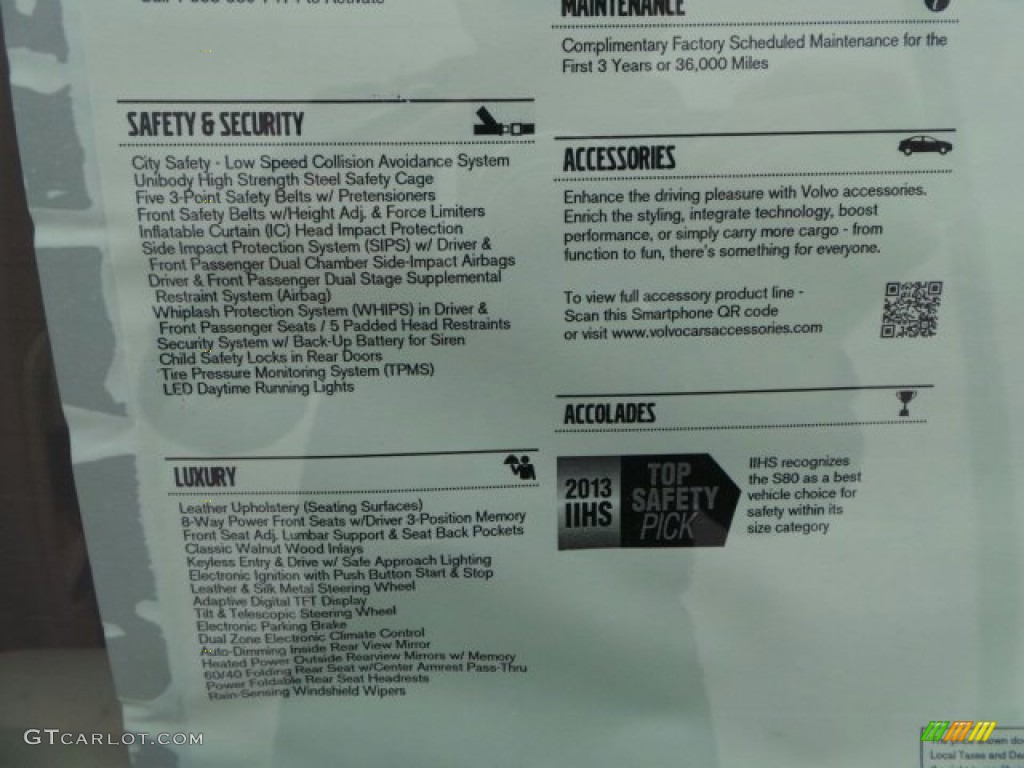 to Activate
SAFETY & SECURITY
City Safety - Low Speed Collision Avoidance System
Unibody High Strength Steel Safety Cage
Five 3-Point Safety Belts w/ Pretensioners
Front Safety Belts w/Height Adj. & Force Limiters
Inflatable Curtain (IC) Head Impact Protection
Side Impact Protection System (SIPS) w/ Driver &
Front Passenger Dual Chamber Side-Impact Airbags
Driver & Front Passenger Dual Stage Supplemental
Restraint System (Airbag)
Whiplash Protection System (WHIPS) in Driver &
Front Passenger Seats / 5 Padded Head Restraints
Security System w/ Back-Up Battery for Siren
Child Safety Locks in Rear Doors
Tire Pressure Monitoring System (TPMS)
LED Daytime Running Lights
LUXURY
Leather Upholstery (Seating Surfaces)
8-Way Power Front Seats w/Driver 3-Position Memory
Front Seat Adj. Lumbar Support & Seat Back Pockets
Classic Walnut Wood Inlays
Keyless Entry & Drive w/ Safe Approach Lighting
Electronic Ignition with Push Button Start & Stop
Leather & Silk Metal Steering Wheel
Adaptive Digital TFT Display
Tilt & Telescopic Steering Wheel
Electronic Parking Brake
Dual Zone Electronic Climate Control
Auto-Dimming Inside Rear View Mirror
Heated Power Outside Rearview Mirrors w/ Memory
60/40 Folding Rear Seat w/Center Armrest Pass-Thru
Power Foldable Rear Seat Headrests
Rain-Sensing Windshield Wipers
MAINTENANCE
Complimentary Factory Scheduled Maintenance for the
First 3 Years or 36,000 Miles
ACCESSORIES
Enhance the driving pleasure with Volvo accessories.
Enrich the styling, integrate technology, boost
performance, or simply carry more cargo - from
function to fun, there's something for everyone.
To view full accessory product line -
Scan this Smartphone QR code
or visit www.volvocarsaccessories.com
ACCOLADES
2013
IIHS
TOP
SAFETY
PICK
IIHS recognizes
the S80 as a best
vehicle choice for
safety within its
size category
Local Taxes and
GTCARLOT.COM